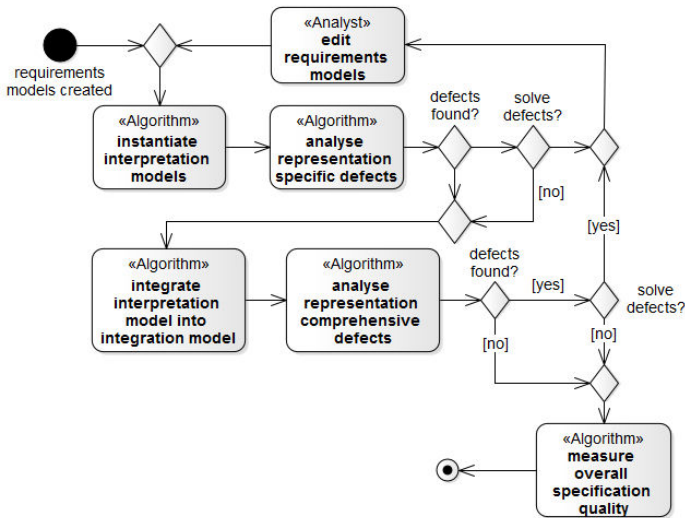 «Analyst»
edit
requirements
models
requirements
models created
defects
found?
solve
defects?
«Algorithm»
instantiate
interpretation
models
«Algorithm»
analyse
representation
specific defects
[no]
[yes]
defects
found?
«Algorithm»
integrate
interpretation
model into
integration model
«Algorithm»
analyse
representation
comprehensive
defects
[yes]
solve
defects?
[no]
[no]
«Algorithm»
measure
overall
specification
quality